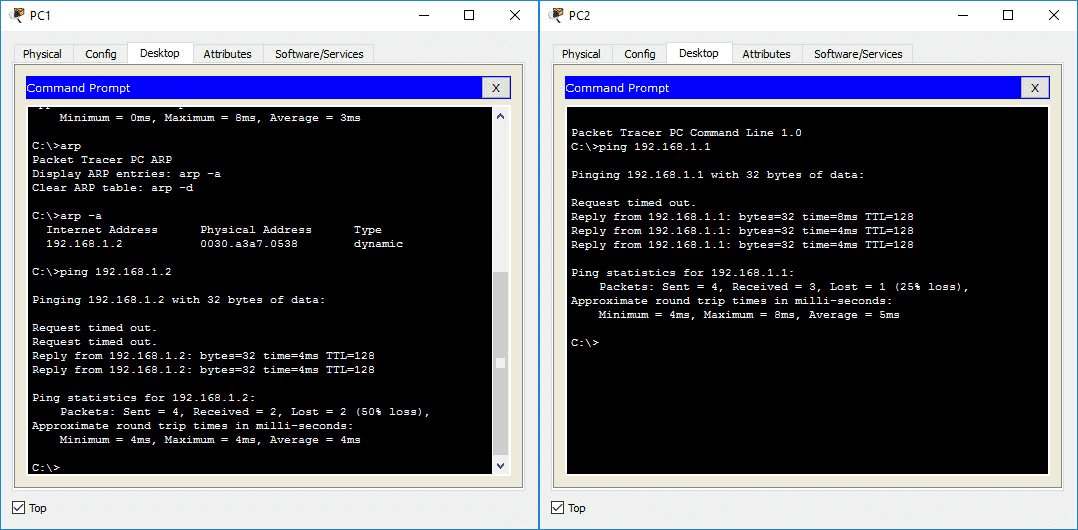 PC1
Physical Config Desktop Attributes Software/Services
Command Prompt X
Minimum = 0ms, Maximum = 8ms, Average = 3ms
C:\>arp
Packet Tracer PC ARP
Display ARP entries: arp -a
Clear ARP table: arp -d
C:\>arp -a
Internet Address Physical Address Type
192.168.1.2 0030.a3a7.0538 dynamic
C:\>ping 192.168.1.2
Pinging 192.168.1.2 with 32 bytes of data:
Request timed out.
Request timed out.
Reply from 192.168.1.2: bytes=32 time=4ms TTL=128
Reply from 192.168.1.2: bytes=32 time=4ms TTL=128
Ping statistics for 192.168.1.2:
Packets: Sent = 4, Received = 2, Lost = 2 (50% loss),
Approximate round trip times in milli-seconds:
Minimum = 4ms, Maximum = 4ms, Average = 4ms
C:\>
Top
PC2
Physical Config Desktop Attributes Software/Services
Command Prompt X
Packet Tracer PC Command Line 1.0
C:\>ping 192.168.1.1
Pinging 192.168.1.1 with 32 bytes of data:
Request timed out.
Reply from 192.168.1.1: bytes=32 time=8ms TTL=128
Reply from 192.168.1.1: bytes=32 time=4ms TTL=128
Reply from 192.168.1.1: bytes=32 time=4ms TTL=128
Ping statistics for 192.168.1.1:
Packets: Sent = 4, Received = 3, Lost = 1 (25% loss),
Approximate round trip times in milli-seconds:
Minimum = 4ms, Maximum = 8ms, Average = 5ms
C:\>
Top